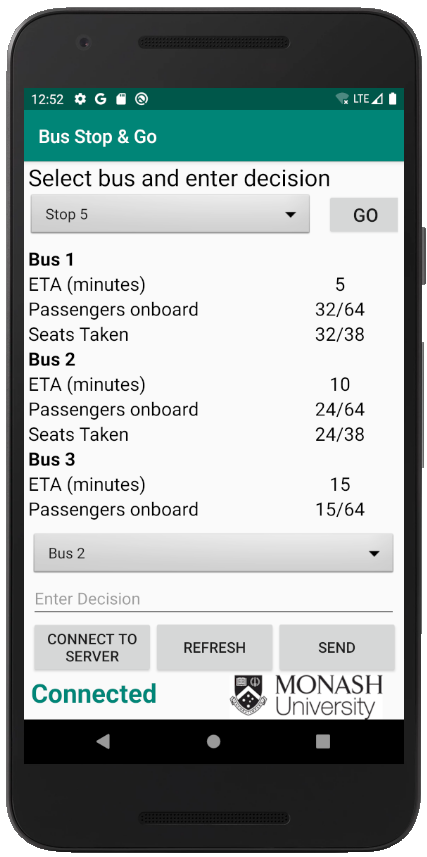 12:52 LTE
Bus Stop & Go
Select bus and enter decision
Stop 5 GO
Bus 1
ETA (minutes) 5
Passengers onboard 32/64
Seats Taken 32/38
Bus 2
ETA (minutes) 10
Passengers onboard 24/64
Seats Taken 24/38
Bus 3
ETA (minutes) 15
Passengers onboard 15/64
Bus 2
Enter Decision
CONNECT TO
SERVER
REFRESH
SEND
Connected
MONASH
University